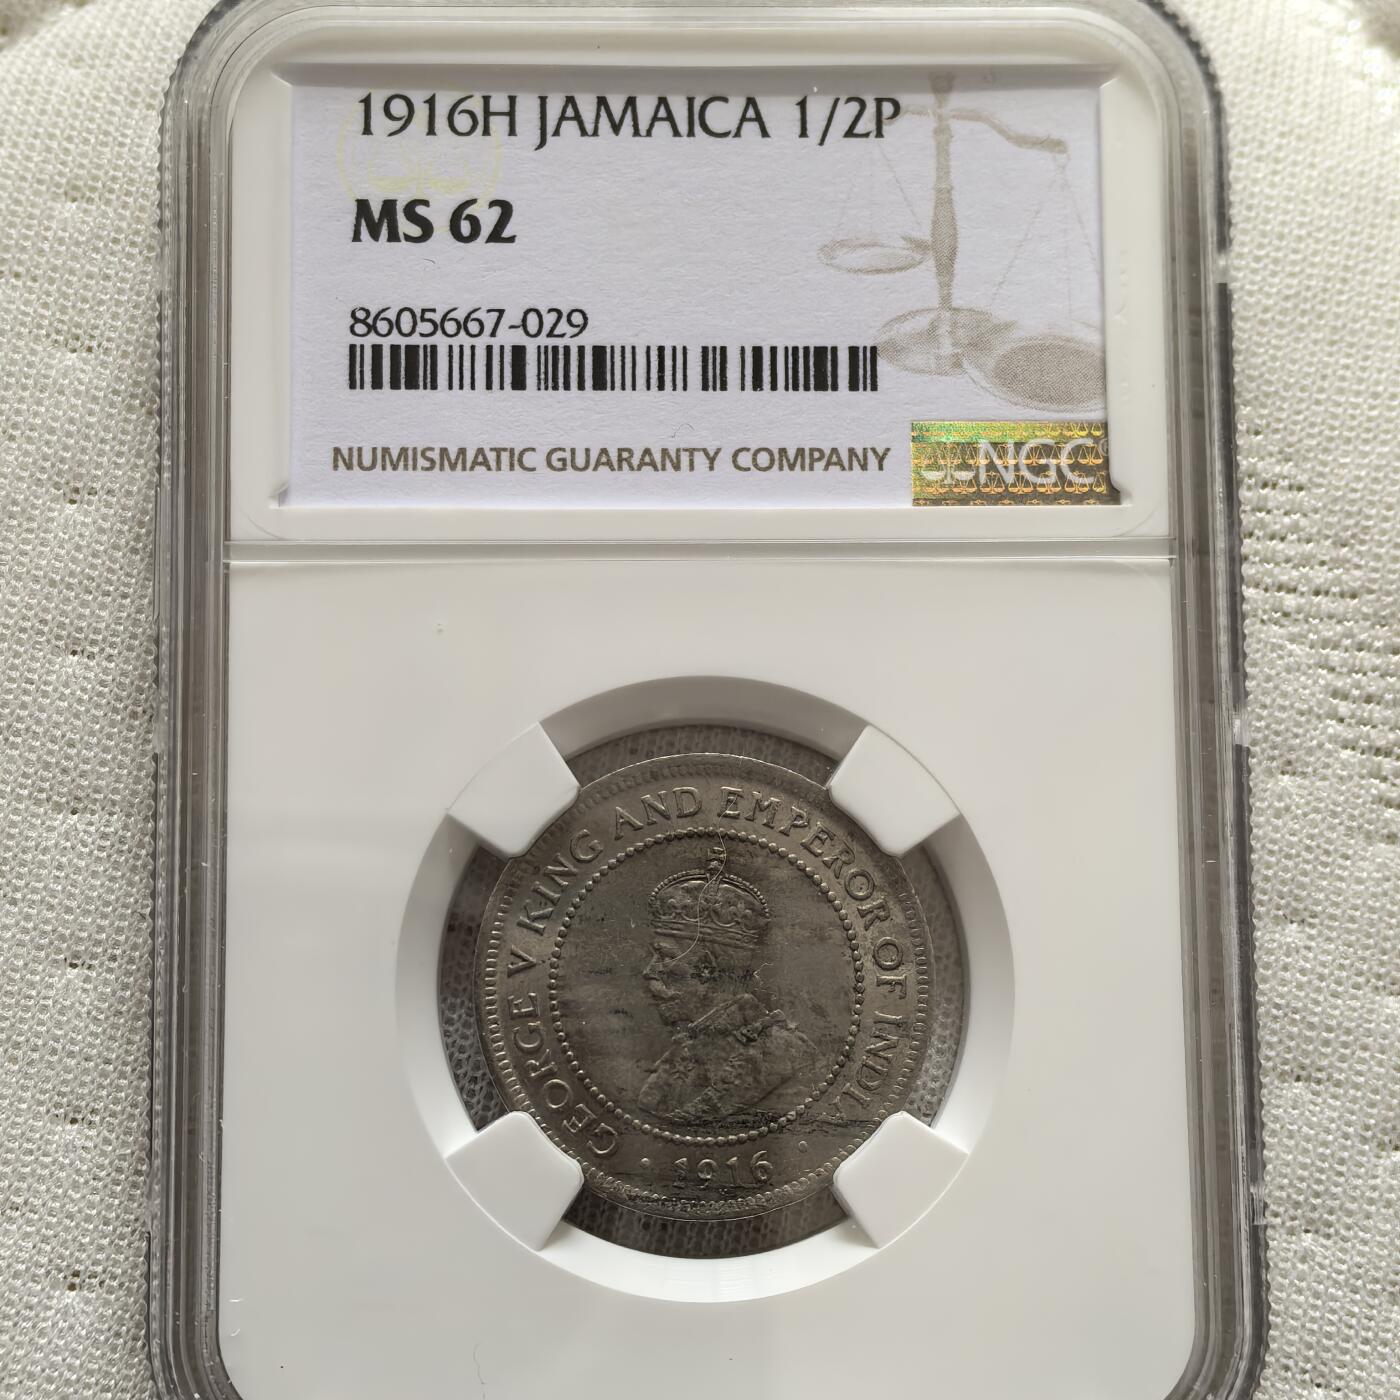 1916H JAMAICA 1/2P
MS 62
8605667-029
NUMISMATIC GUARANTY COMPANY
NGC
GEORGE V KING AND EMPEROR OF INDIA
· 1916 ·